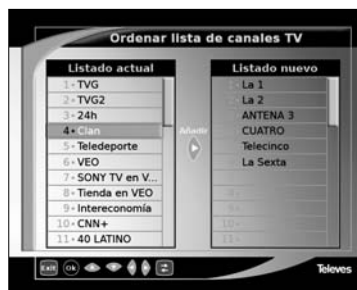 Ordenar lista de canales TV
Listado actual
1· TVG
2· TVG2
3· 24h
4· Clan
5· Teledeporte
6· VEO
7· SONY TV en V...
8· Tienda en VEO
9· Intereconomía
10· CNN+
11· 40 LATINO
Añadir
Listado nuevo
La 1
La 2
ANTENA 3
CUATRO
Telecinco
La Sexta
EXIT
Ok
Televes